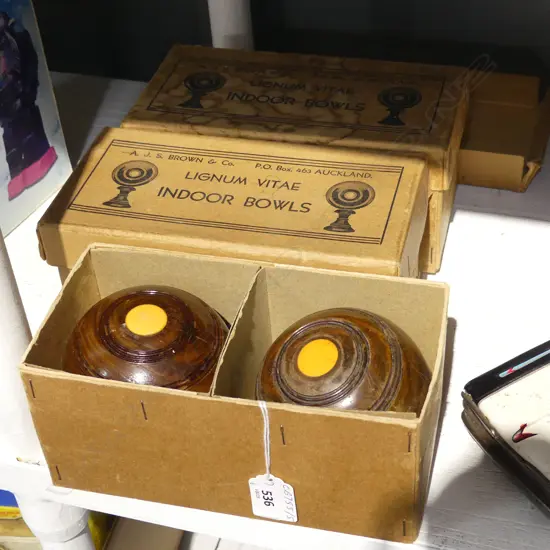 LIGNUM VITAE
INDOOR BOWLS
A. J. S. BROWN & Co. P.O. Box 463 AUCKLAND.
LIGNUM VITAE
INDOOR BOWLS
536